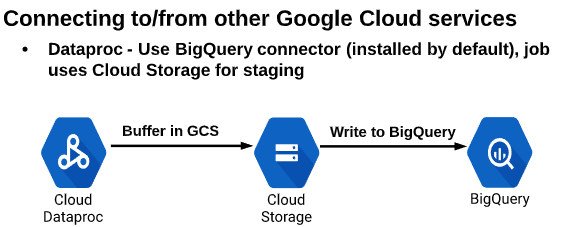 Connecting to/from other Google Cloud services
• Dataproc - Use BigQuery connector (installed by default), job
uses Cloud Storage for staging
Buffer in GCS
Write to BigQuery
Cloud
Dataproc
Cloud
Storage
BigQuery